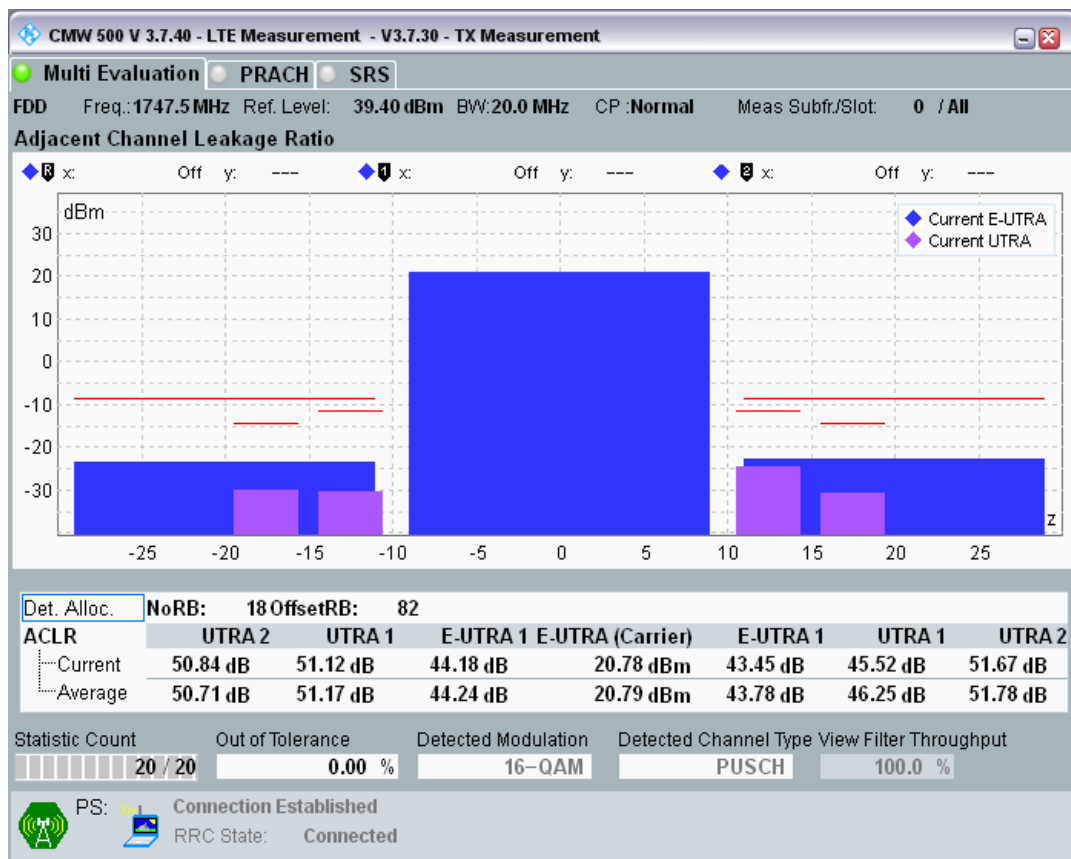 CMW 500 V 3.7.40 - LTE Measurement - V3.7.30 - TX Measurement
Multi Evaluation PRACH SRS
FDD Freq.:1747.5 MHz Ref. Level: 39.40 dBm BW:20.0 MHz CP :Normal Meas Subfr./Slot: 0 / All
Adjacent Channel Leakage Ratio
R x: Off y: --- 1 x: Off y: --- 2 x: Off y: ---
dBm
Current E-UTRA
Current UTRA
30
20
10
0
-10
-20
-30
z
-25 -20 -15 -10 -5 0 5 10 15 20 25
Det. Alloc. NoRB: 18 OffsetRB: 82
ACLR UTRA 2 UTRA 1 E-UTRA 1 E-UTRA (Carrier) E-UTRA 1 UTRA 1 UTRA 2
Current 50.84 dB 51.12 dB 44.18 dB 20.78 dBm 43.45 dB 45.52 dB 51.67 dB
Average 50.71 dB 51.17 dB 44.24 dB 20.79 dBm 43.78 dB 46.25 dB 51.78 dB
Statistic Count Out of Tolerance Detected Modulation Detected Channel Type View Filter Throughput
20 / 20 0.00 % 16-QAM PUSCH 100.0 %
PS: Connection Established
RRC State: Connected